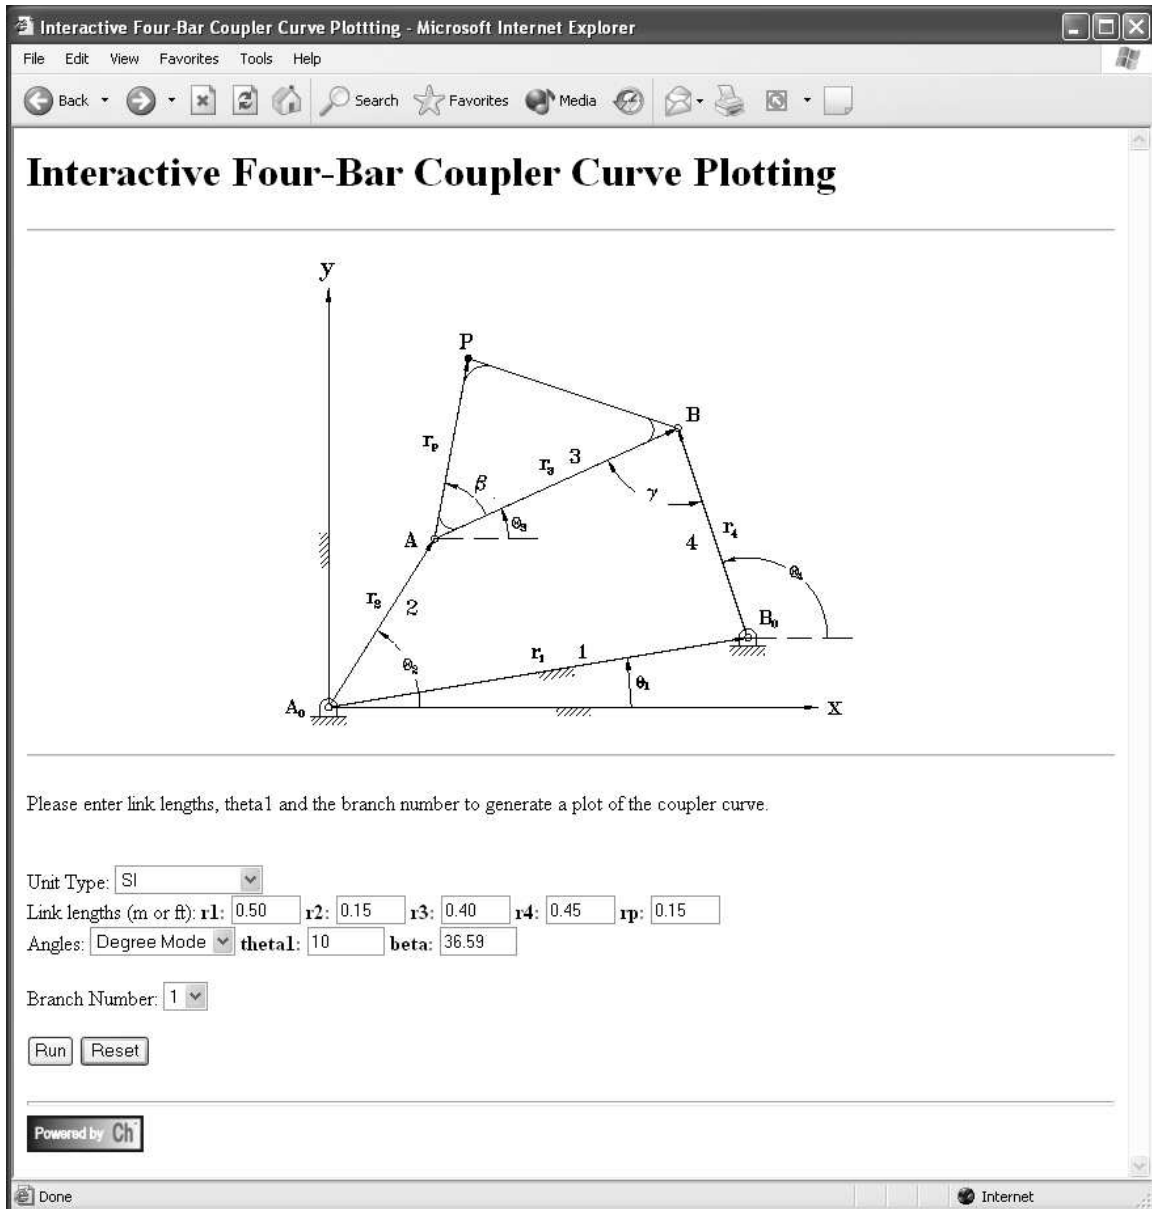 Interactive Four-Bar Coupler Curve Plottting - Microsoft Internet Explorer
File Edit View Favorites Tools Help
Back Search Favorites Media
Interactive Four-Bar Coupler Curve Plotting
y
P
B
rₚ
r₃ 3
β
γ
A
Θ₃
r₄
4
Θ₄
r₂ 2
B₀
Θ₂
r₁ 1
θ₁
A₀
X
Please enter link lengths, theta1 and the branch number to generate a plot of the coupler curve.
Unit Type: SI
Link lengths (m or ft): r1: 0.50 r2: 0.15 r3: 0.40 r4: 0.45 rp: 0.15
Angles: Degree Mode theta1: 10 beta: 36.59
Branch Number: 1
Run Reset
Powered by Ch
Done Internet